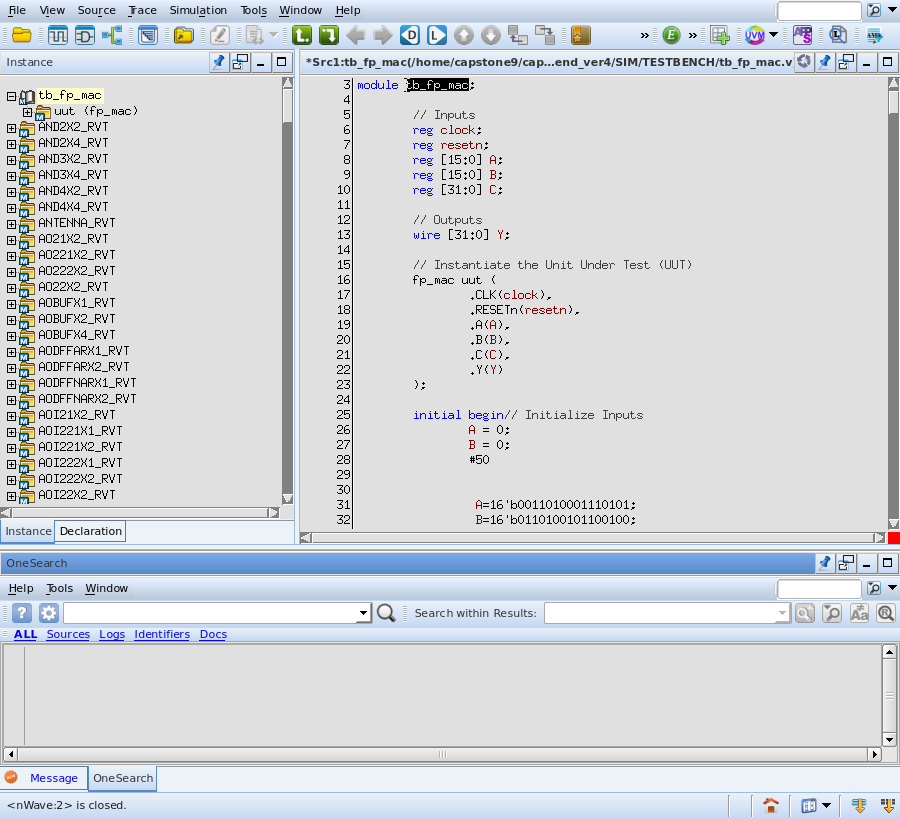 File View Source Trace Simulation Tools Window Help
Instance
*Src1:tb_fp_mac(/home/capstone9/cap...end_ver4/SIM/TESTBENCH/tb_fp_mac.v
tb_fp_mac
uut (fp_mac)
AND2X2_RVT
AND2X4_RVT
AND3X2_RVT
AND3X4_RVT
AND4X2_RVT
AND4X4_RVT
ANTENNA_RVT
AO21X2_RVT
AO221X2_RVT
AO222X2_RVT
AO22X2_RVT
AOBUFX1_RVT
AOBUFX2_RVT
AOBUFX4_RVT
AODFFARX1_RVT
AODFFARX2_RVT
AODFFNARX1_RVT
AODFFNARX2_RVT
AOI21X2_RVT
AOI221X1_RVT
AOI221X2_RVT
AOI222X1_RVT
AOI222X2_RVT
AOI22X2_RVT
Instance Declaration
3 module tb_fp_mac;
4
5 // Inputs
6 reg clock;
7 reg resetn;
8 reg [15:0] A;
9 reg [15:0] B;
10 reg [31:0] C;
11
12 // Outputs
13 wire [31:0] Y;
14
15 // Instantiate the Unit Under Test (UUT)
16 fp_mac uut (
17 .CLK(clock),
18 .RESETn(resetn),
19 .A(A),
20 .B(B),
21 .C(C),
22 .Y(Y)
23 );
24
25 initial begin// Initialize Inputs
26 A = 0;
27 B = 0;
28 #50
29
30
31 A=16'b0011010001110101;
32 B=16'b0110100101100100;
OneSearch
Help Tools Window
Search within Results:
ALL Sources Logs Identifiers Docs
Message OneSearch
<nWave:2> is closed.